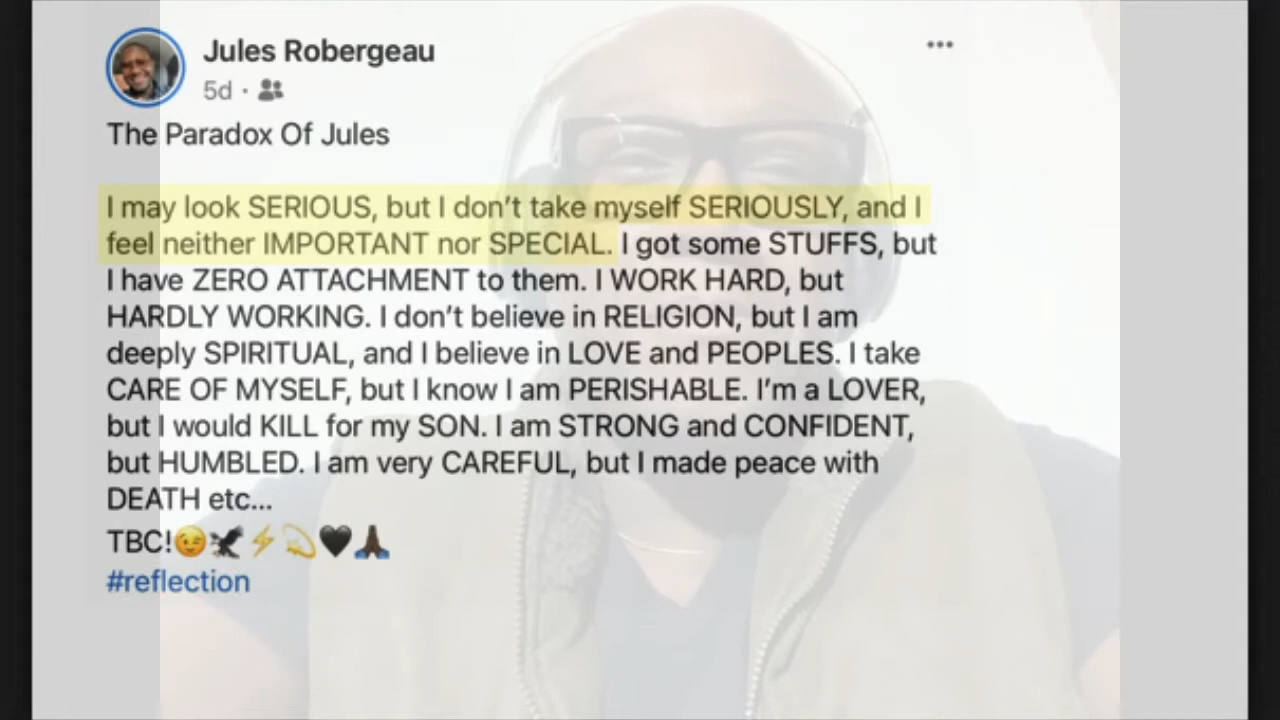 Jules Robergeau
5d ·
The Paradox Of Jules
I may look SERIOUS, but I don't take myself SERIOUSLY, and I
feel neither IMPORTANT nor SPECIAL. I got some STUFFS, but
I have ZERO ATTACHMENT to them. I WORK HARD, but
HARDLY WORKING. I don't believe in RELIGION, but I am
deeply SPIRITUAL, and I believe in LOVE and PEOPLES. I take
CARE OF MYSELF, but I know I am PERISHABLE. I'm a LOVER,
but I would KILL for my SON. I am STRONG and CONFIDENT,
but HUMBLED. I am very CAREFUL, but I made peace with
DEATH etc...
TBC!😉🦅⚡💫🖤🙏🏿
#reflection